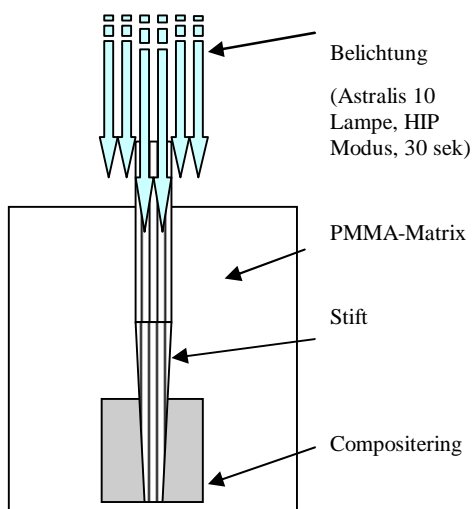 Belichtung
(Astralis 10
Lampe, HIP
Modus, 30 sek)
PMMA-Matrix
Stift
Compositering